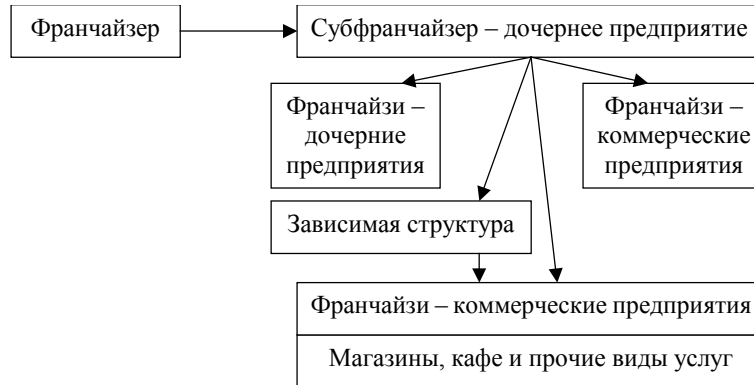 Франчайзер
Субфранчайзер – дочернее предприятие
Франчайзи –
дочерние
предприятия
Франчайзи –
коммерческие
предприятия
Зависимая структура
Франчайзи – коммерческие предприятия
Магазины, кафе и прочие виды услуг